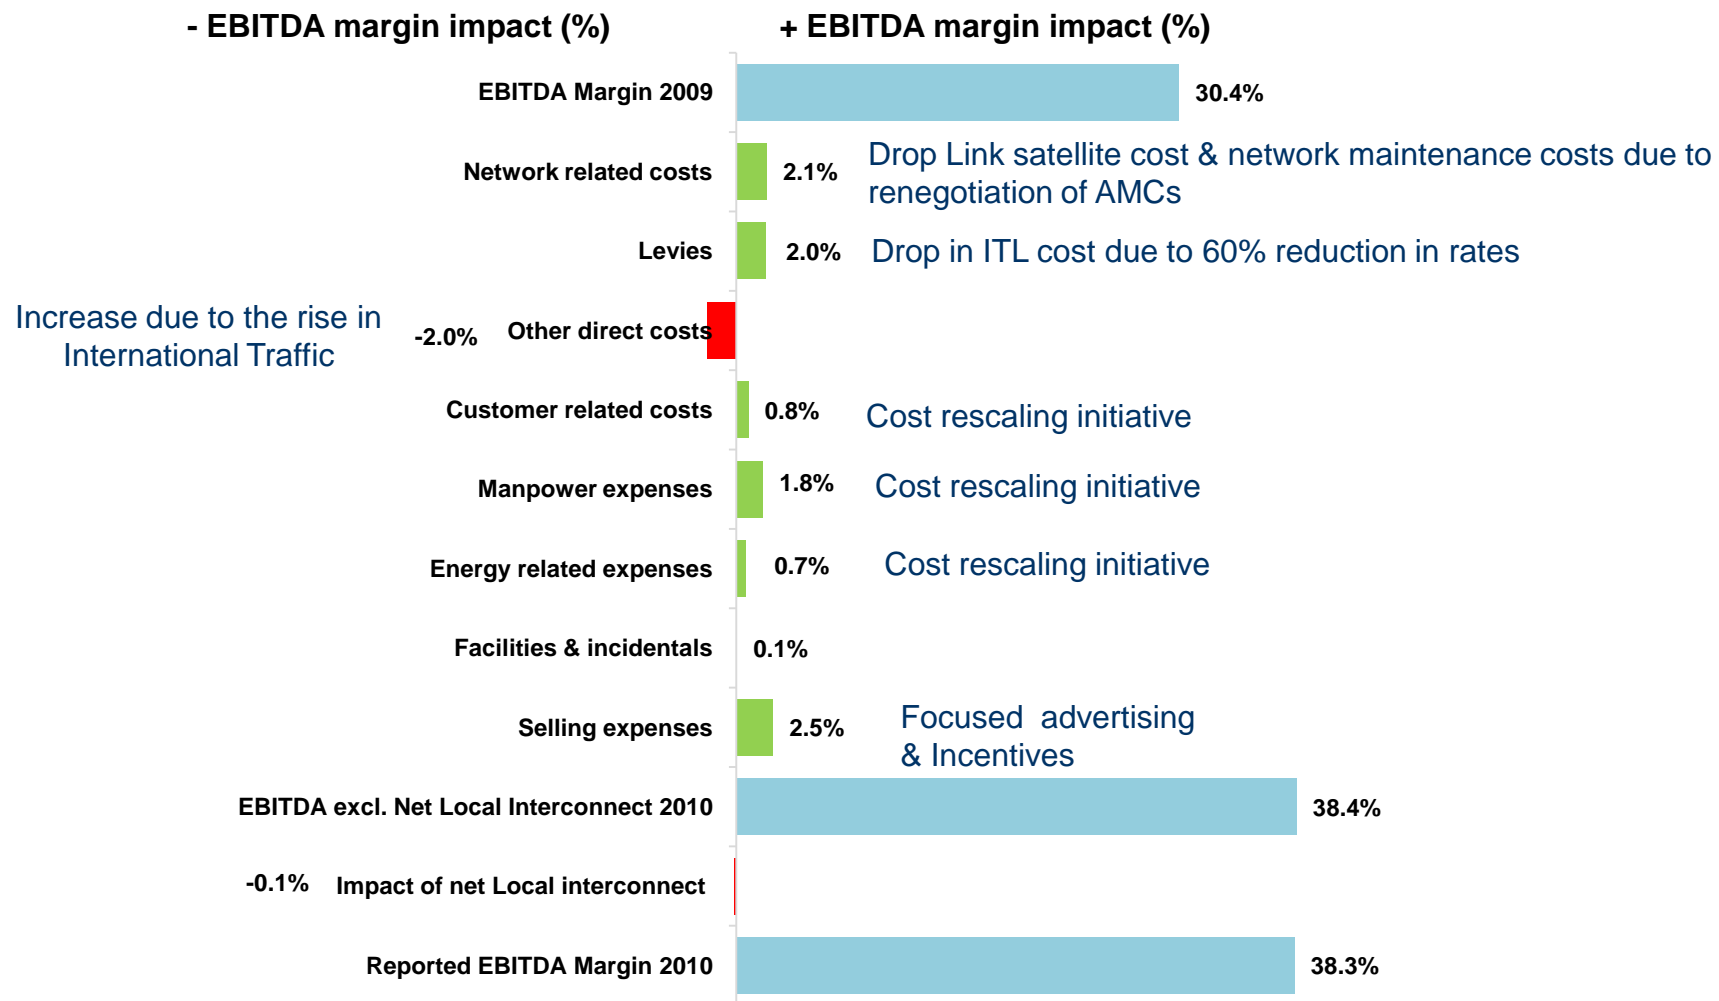 - EBITDA margin impact (%)
+ EBITDA margin impact (%)
EBITDA Margin 2009
30.4%
Network related costs
2.1%
Drop Link satellite cost & network maintenance costs due to
renegotiation of AMCs
Levies
2.0%
Drop in ITL cost due to 60% reduction in rates
Increase due to the rise in
International Traffic
-2.0%
Other direct costs
Customer related costs
0.8%
Cost rescaling initiative
Manpower expenses
1.8%
Cost rescaling initiative
Energy related expenses
0.7%
Cost rescaling initiative
Facilities & incidentals
0.1%
Selling expenses
2.5%
Focused advertising
& Incentives
EBITDA excl. Net Local Interconnect 2010
38.4%
-0.1%
Impact of net Local interconnect
Reported EBITDA Margin 2010
38.3%